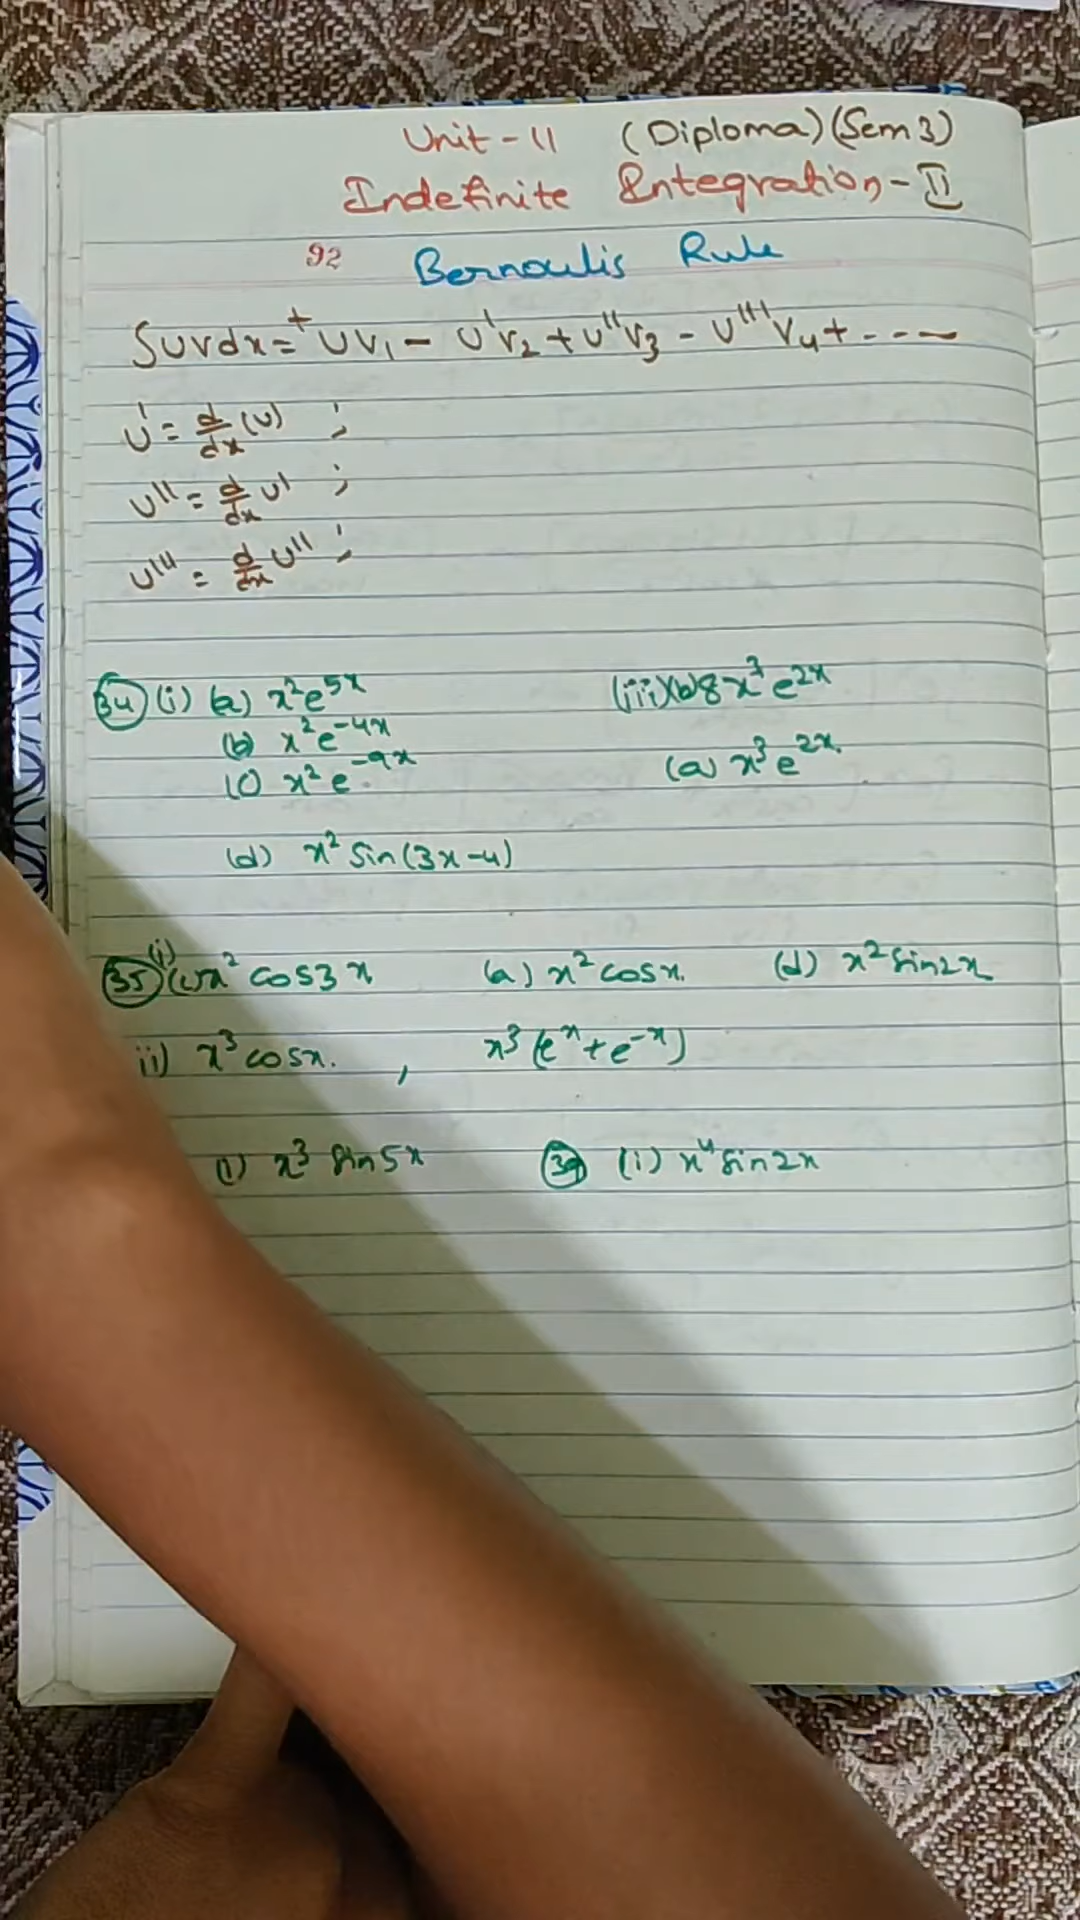 Unit - 11 (Diploma) (Sem 3)
Indefinite Integration - II
92 Bernoulis Rule
∫uvdx = + uv₁ - u'v₂ + u''v₃ - u'''v₄ + - - -
u' = d/dx (u) ;
u'' = d/dx u' ;
u''' = d/dx u'' ;
34 (i) (a) x²e⁵ˣ (iii) (b) 8x³e²ˣ
(b) x²e⁻⁴ˣ
(c) x²e⁻⁹ˣ (a) x³e²ˣ.
(d) x² sin(3x-4)
35 (i) (c) x² cos3x (a) x² cosx. (d) x² sin2x
ii) x³ cosx. , x³(eˣ+e⁻ˣ)
(i) x³ sin5x 39 (i) x⁴ sin2x